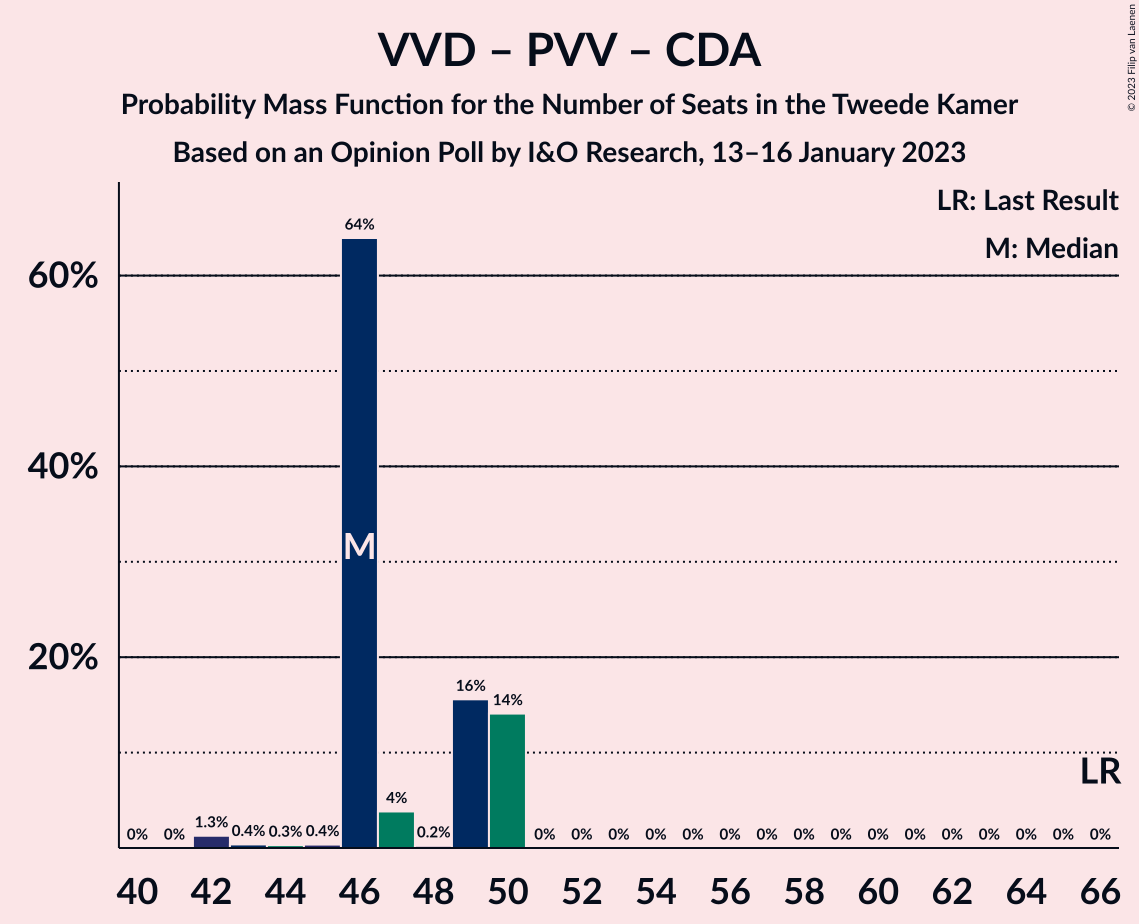 VVD – PVV – CDA
Probability Mass Function for the Number of Seats in the Tweede Kamer
Based on an Opinion Poll by I&O Research, 13–16 January 2023
© 2023 Filip van Laenen
LR: Last Result
M: Median
60%
40%
20%
64%
M
16%
14%
4%
1.3%
0.4%
0.3%
0.4%
0.2%
0% 0%
0% 0% 0% 0% 0% 0% 0% 0% 0% 0% 0% 0% 0% 0% 0% 0%
LR
40 42 44 46 48 50 52 54 56 58 60 62 64 66